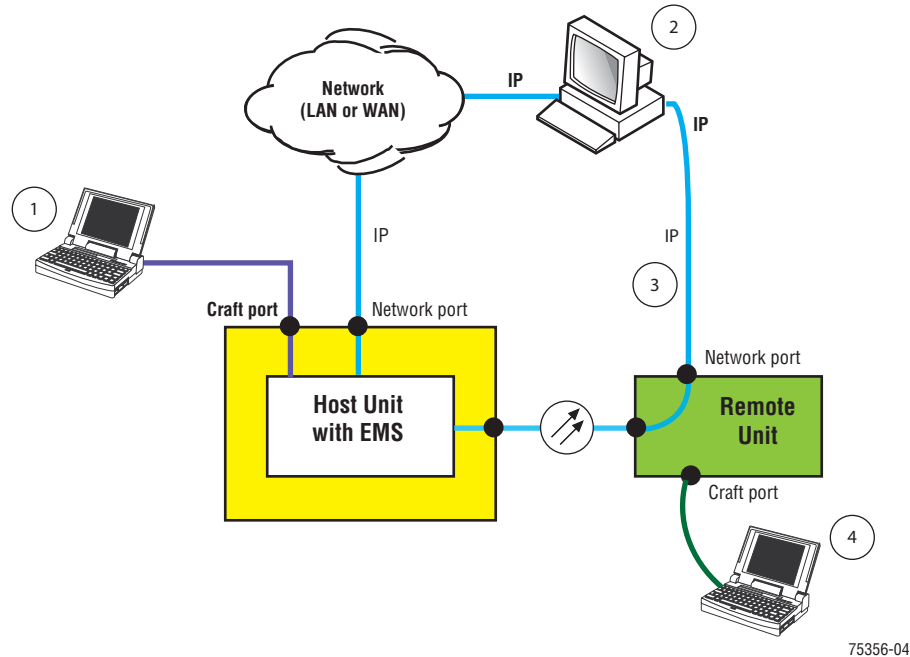 2
Network
(LAN or WAN)
IP
IP
1
IP
IP
3
Craft port
Network port
Network port
Host Unit
with EMS
Remote
Unit
Craft port
4
75356-04